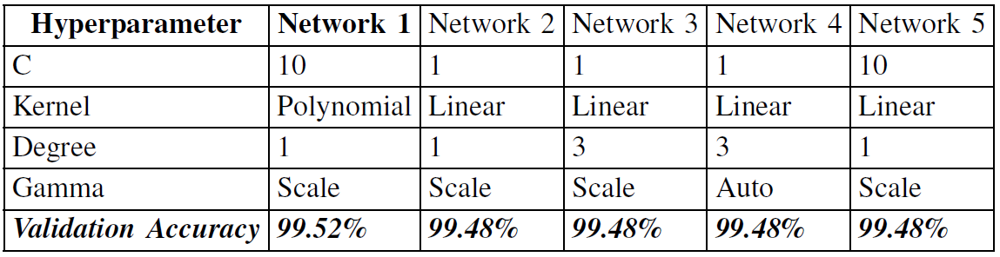 Hyperparameter Network 1 Network 2 Network 3 Network 4 Network 5
C 10 1 1 1 10
Kernel Polynomial Linear Linear Linear Linear
Degree 1 1 3 3 1
Gamma Scale Scale Scale Auto Scale
Validation Accuracy 99.52% 99.48% 99.48% 99.48% 99.48%